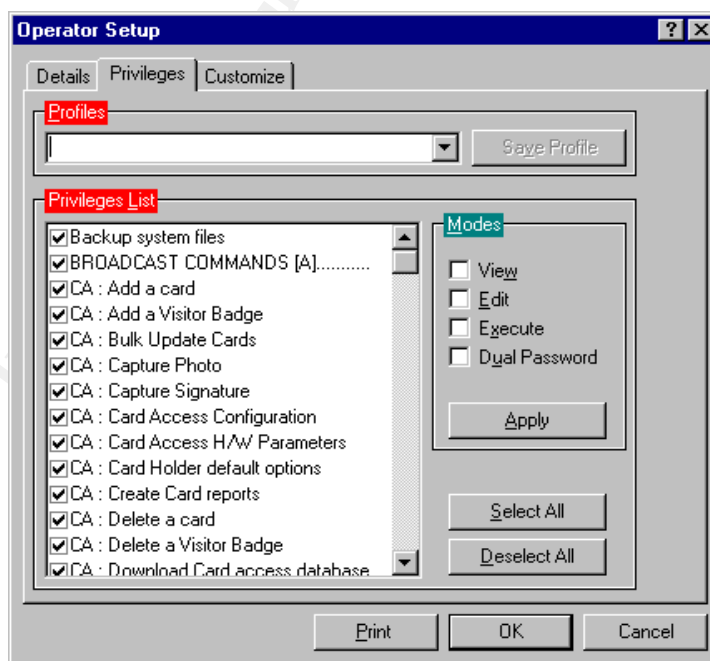 Operator Setup
Details Privileges Customize
Profiles
Save Profile
Privileges List
Backup system files
BROADCAST COMMANDS [A]..........
CA : Add a card
CA : Add a Visitor Badge
CA : Bulk Update Cards
CA : Capture Photo
CA : Capture Signature
CA : Card Access Configuration
CA : Card Access H/W Parameters
CA : Card Holder default options
CA : Create Card reports
CA : Delete a card
CA : Delete a Visitor Badge
CA : Download Card access database
Modes
View
Edit
Execute
Dual Password
Apply
Select All
Deselect All
Print OK Cancel